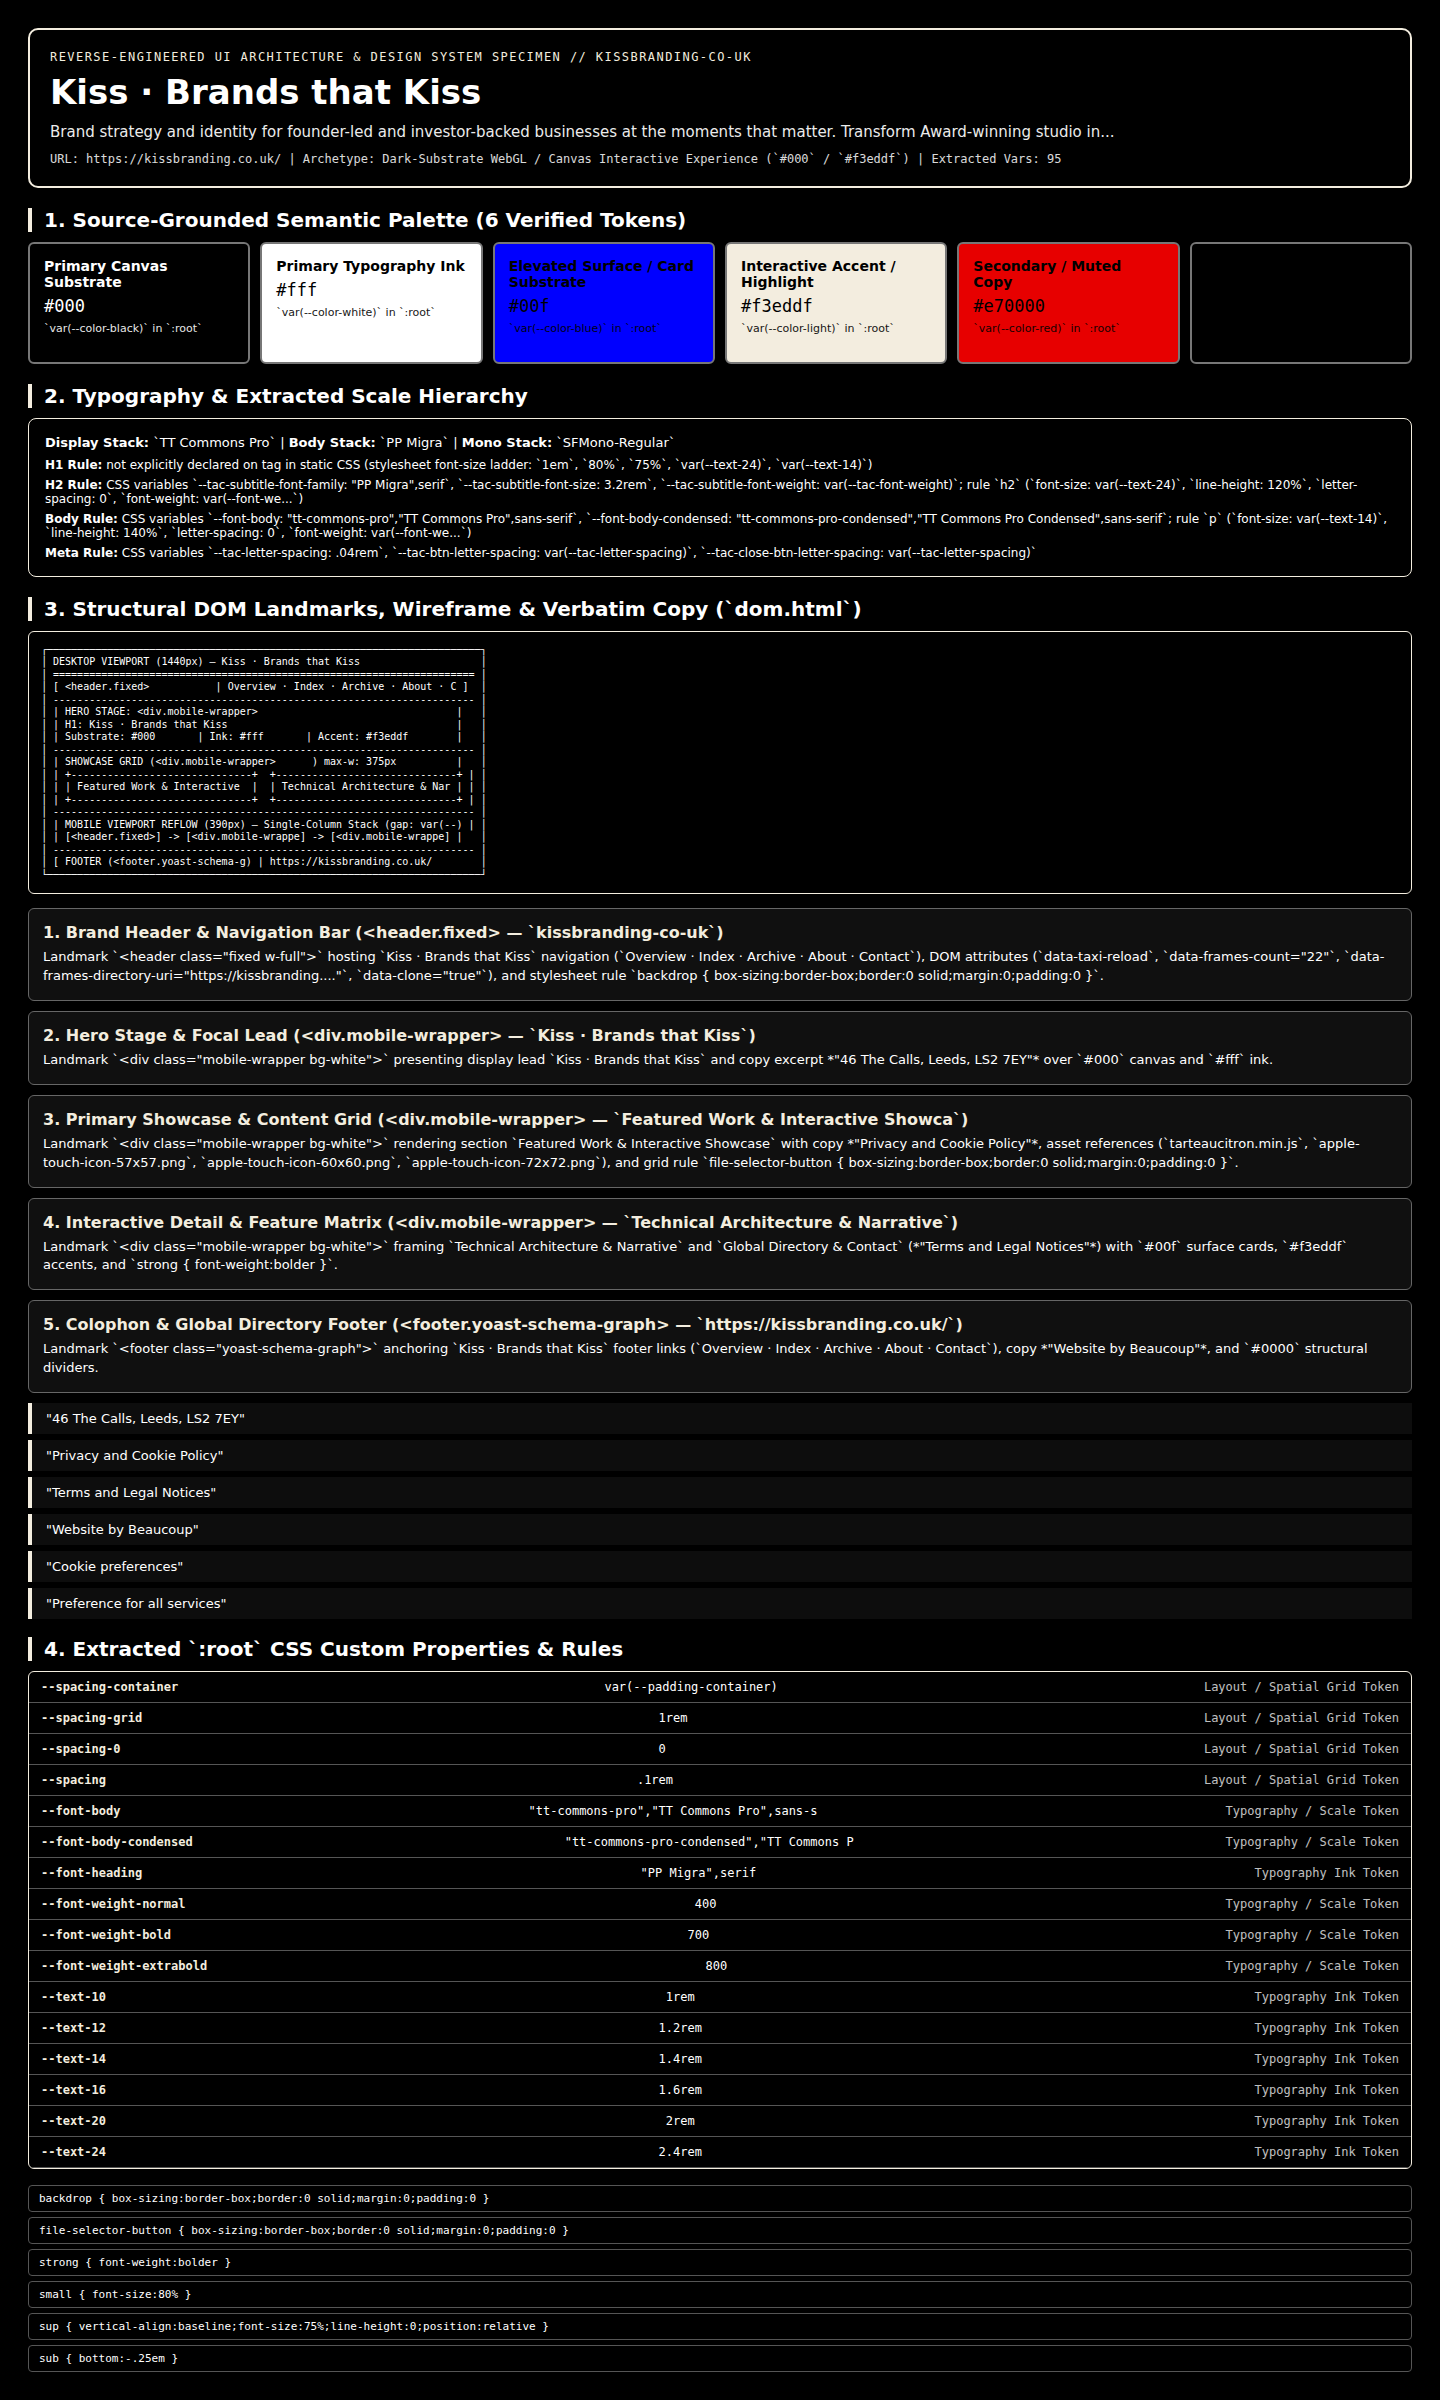 REVERSE-ENGINEERED UI ARCHITECTURE & DESIGN SYSTEM SPECIMEN // KISSBRANDING-CO-UK
Kiss · Brands that Kiss
Brand strategy and identity for founder-led and investor-backed businesses at the moments that matter. Transform Award-winning studio in...
URL: https://kissbranding.co.uk/ | Archetype: Dark-Substrate WebGL / Canvas Interactive Experience (`#000` / `#f3eddf`) | Extracted Vars: 95
1. Source-Grounded Semantic Palette (6 Verified Tokens)
Primary Canvas
Substrate
#000
`var(--color-black)` in `:root`
Primary Typography Ink
#fff
`var(--color-white)` in `:root`
Elevated Surface / Card
Substrate
#00f
`var(--color-blue)` in `:root`
Interactive Accent /
Highlight
#f3eddf
`var(--color-light)` in `:root`
Secondary / Muted
Copy
#e70000
`var(--color-red)` in `:root`
2. Typography & Extracted Scale Hierarchy
Display Stack: `TT Commons Pro` | Body Stack: `PP Migra` | Mono Stack: `SFMono-Regular`
H1 Rule: not explicitly declared on tag in static CSS (stylesheet font-size ladder: `1em`, `80%`, `75%`, `var(--text-24)`, `var(--text-14)`)
H2 Rule: CSS variables `--tac-subtitle-font-family: "PP Migra",serif`, `--tac-subtitle-font-size: 3.2rem`, `--tac-subtitle-font-weight: var(--tac-font-weight)`; rule `h2` (`font-size: var(--text-24)`, `line-height: 120%`, `letter-
spacing: 0`, `font-weight: var(--font-we...`)
Body Rule: CSS variables `--font-body: "tt-commons-pro","TT Commons Pro",sans-serif`, `--font-body-condensed: "tt-commons-pro-condensed","TT Commons Pro Condensed",sans-serif`; rule `p` (`font-size: var(--text-14)`,
`line-height: 140%`, `letter-spacing: 0`, `font-weight: var(--font-we...`)
Meta Rule: CSS variables `--tac-letter-spacing: .04rem`, `--tac-btn-letter-spacing: var(--tac-letter-spacing)`, `--tac-close-btn-letter-spacing: var(--tac-letter-spacing)`
3. Structural DOM Landmarks, Wireframe & Verbatim Copy (`dom.html`)
DESKTOP VIEWPORT (1440px) — Kiss · Brands that Kiss
======================================================================
[ <header.fixed> | Overview · Index · Archive · About · C ]
----------------------------------------------------------------------
| HERO STAGE: <div.mobile-wrapper> |
| H1: Kiss · Brands that Kiss |
| Substrate: #000 | Ink: #fff | Accent: #f3eddf |
----------------------------------------------------------------------
| SHOWCASE GRID (<div.mobile-wrapper> ) max-w: 375px |
| +------------------------------+ +------------------------------+ |
| | Featured Work & Interactive | | Technical Architecture & Nar | |
| +------------------------------+ +------------------------------+ |
----------------------------------------------------------------------
| MOBILE VIEWPORT REFLOW (390px) — Single-Column Stack (gap: var(--) |
| [<header.fixed>] -> [<div.mobile-wrappe] -> [<div.mobile-wrappe] |
----------------------------------------------------------------------
[ FOOTER (<footer.yoast-schema-g) | https://kissbranding.co.uk/
1. Brand Header & Navigation Bar (<header.fixed> — `kissbranding-co-uk`)
Landmark `<header class="fixed w-full">` hosting `Kiss · Brands that Kiss` navigation (`Overview · Index · Archive · About · Contact`), DOM attributes (`data-taxi-reload`, `data-frames-count="22"`, `data-
frames-directory-uri="https://kissbranding...."`, `data-clone="true"`), and stylesheet rule `backdrop { box-sizing:border-box;border:0 solid;margin:0;padding:0 }`.
2. Hero Stage & Focal Lead (<div.mobile-wrapper> — `Kiss · Brands that Kiss`)
Landmark `<div class="mobile-wrapper bg-white">` presenting display lead `Kiss · Brands that Kiss` and copy excerpt *"46 The Calls, Leeds, LS2 7EY"* over `#000` canvas and `#fff` ink.
3. Primary Showcase & Content Grid (<div.mobile-wrapper> — `Featured Work & Interactive Showca`)
Landmark `<div class="mobile-wrapper bg-white">` rendering section `Featured Work & Interactive Showcase` with copy *"Privacy and Cookie Policy"*, asset references (`tarteaucitron.min.js`, `apple-
touch-icon-57x57.png`, `apple-touch-icon-60x60.png`, `apple-touch-icon-72x72.png`), and grid rule `file-selector-button { box-sizing:border-box;border:0 solid;margin:0;padding:0 }`.
4. Interactive Detail & Feature Matrix (<div.mobile-wrapper> — `Technical Architecture & Narrative`)
Landmark `<div class="mobile-wrapper bg-white">` framing `Technical Architecture & Narrative` and `Global Directory & Contact` (*"Terms and Legal Notices"*) with `#00f` surface cards, `#f3eddf`
accents, and `strong { font-weight:bolder }`.
5. Colophon & Global Directory Footer (<footer.yoast-schema-graph> — `https://kissbranding.co.uk/`)
Landmark `<footer class="yoast-schema-graph">` anchoring `Kiss · Brands that Kiss` footer links (`Overview · Index · Archive · About · Contact`), copy *"Website by Beaucoup"*, and `#0000` structural
dividers.
"46 The Calls, Leeds, LS2 7EY"
"Privacy and Cookie Policy"
"Terms and Legal Notices"
"Website by Beaucoup"
"Cookie preferences"
"Preference for all services"
4. Extracted `:root` CSS Custom Properties & Rules
--spacing-container var(--padding-container) Layout / Spatial Grid Token
--spacing-grid 1rem Layout / Spatial Grid Token
--spacing-0 0 Layout / Spatial Grid Token
--spacing .1rem Layout / Spatial Grid Token
--font-body "tt-commons-pro","TT Commons Pro",sans-s Typography / Scale Token
--font-body-condensed "tt-commons-pro-condensed","TT Commons P Typography / Scale Token
--font-heading "PP Migra",serif Typography Ink Token
--font-weight-normal 400 Typography / Scale Token
--font-weight-bold 700 Typography / Scale Token
--font-weight-extrabold 800 Typography / Scale Token
--text-10 1rem Typography Ink Token
--text-12 1.2rem Typography Ink Token
--text-14 1.4rem Typography Ink Token
--text-16 1.6rem Typography Ink Token
--text-20 2rem Typography Ink Token
--text-24 2.4rem Typography Ink Token
backdrop { box-sizing:border-box;border:0 solid;margin:0;padding:0 }
file-selector-button { box-sizing:border-box;border:0 solid;margin:0;padding:0 }
strong { font-weight:bolder }
small { font-size:80% }
sup { vertical-align:baseline;font-size:75%;line-height:0;position:relative }
sub { bottom:-.25em }